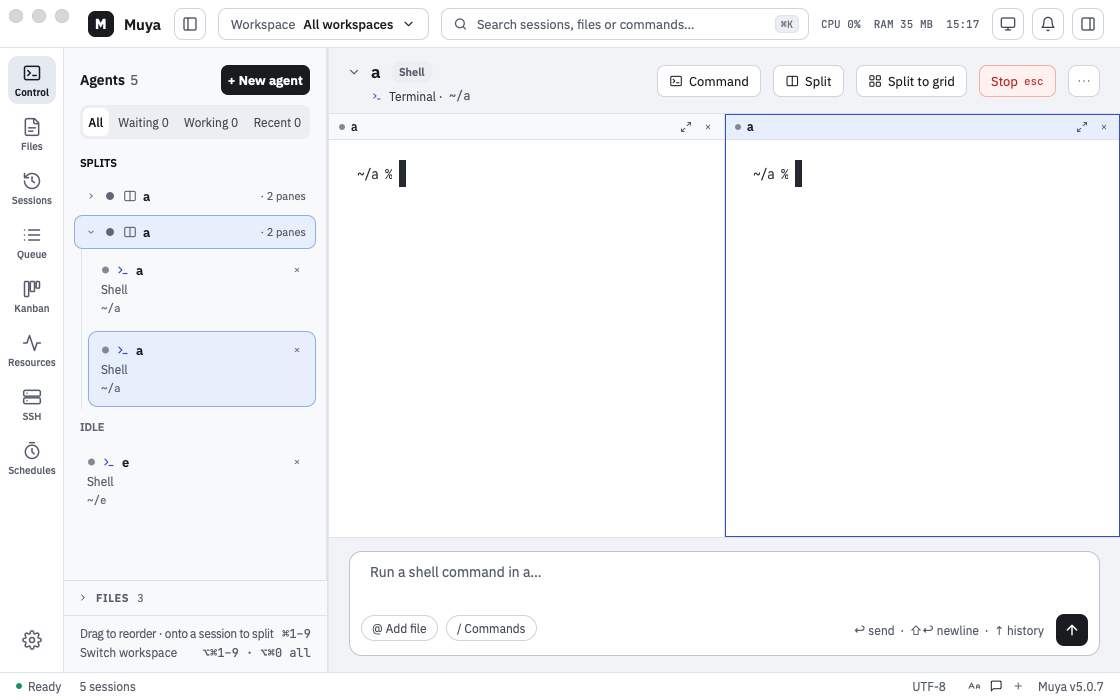 M Muya Workspace All workspaces Search sessions, files or commands... ⌘K CPU 0% RAM 35 MB 15:17
Control
Files
Sessions
Queue
Kanban
Resources
SSH
Schedules
Agents 5 + New agent
All Waiting 0 Working 0 Recent 0
SPLITS
a · 2 panes
a · 2 panes
a ×
Shell
~/a
a ×
Shell
~/a
IDLE
e ×
Shell
~/e
FILES 3
Drag to reorder · onto a session to split ⌘1–9
Switch workspace ⌥⌘1–9 · ⌥⌘0 all
a Shell
Terminal · ~/a
Command Split Split to grid Stop esc ···
a ×
~/a %
a ×
~/a %
Run a shell command in a...
@ Add file / Commands ↩ send · ⇧↩ newline · ↑ history
Ready 5 sessions UTF-8 AA + Muya v5.0.7